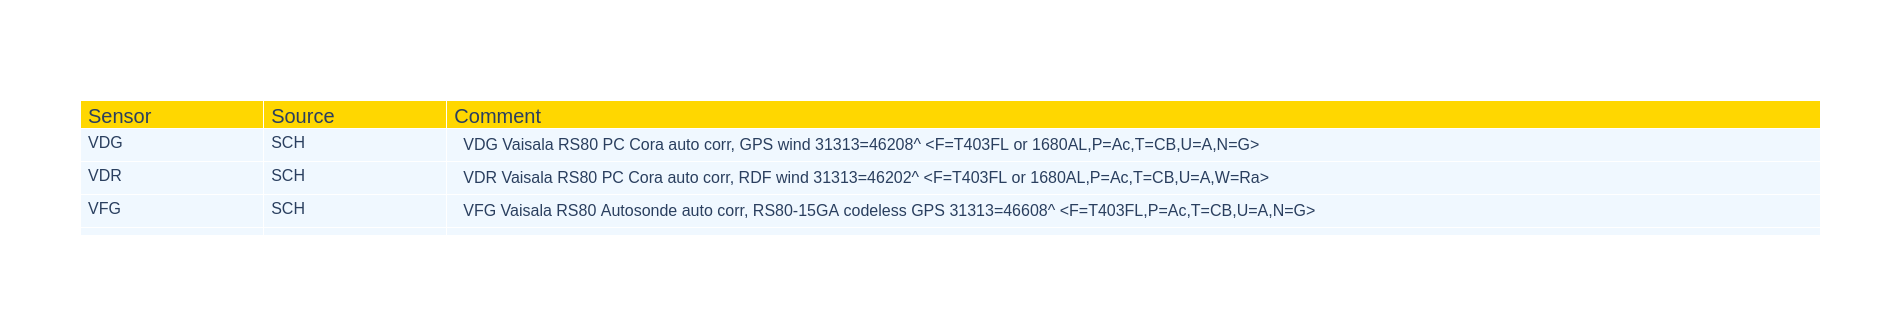 Sensor Source Comment
VDG SCH VDG Vaisala RS80 PC Cora auto corr, GPS wind 31313=46208^ <F=T403FL or 1680AL,P=Ac,T=CB,U=A,N=G>
VDR SCH VDR Vaisala RS80 PC Cora auto corr, RDF wind 31313=46202^ <F=T403FL or 1680AL,P=Ac,T=CB,U=A,W=Ra>
VFG SCH VFG Vaisala RS80 Autosonde auto corr, RS80-15GA codeless GPS 31313=46608^ <F=T403FL,P=Ac,T=CB,U=A,N=G>